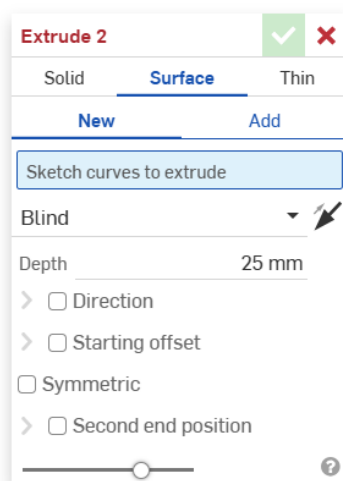 Extrude 2
Solid Surface Thin
New Add
Sketch curves to extrude
Blind
Depth 25 mm
Direction
Starting offset
Symmetric
Second end position
?